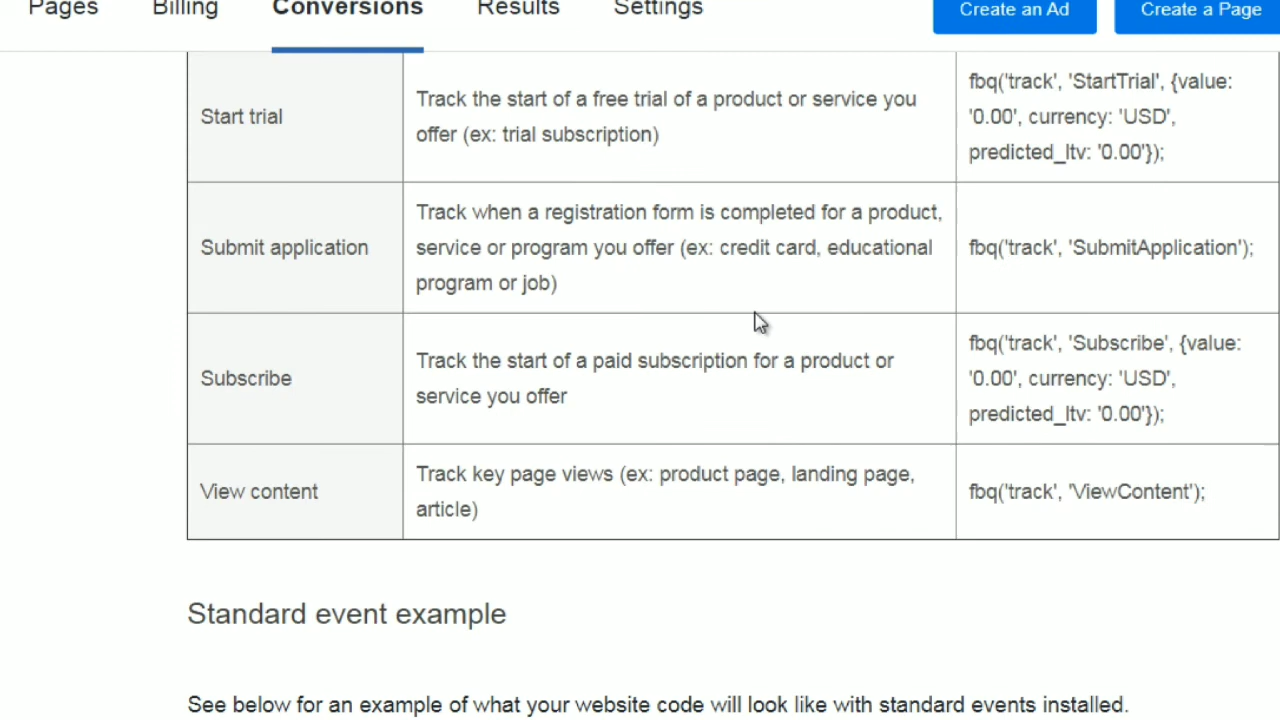 Pages Billing Conversions Results Settings Create an Ad Create a Page
Start trial
Track the start of a free trial of a product or service you
offer (ex: trial subscription)
fbq('track', 'StartTrial', {value:
'0.00', currency: 'USD',
predicted_ltv: '0.00'});
Submit application
Track when a registration form is completed for a product,
service or program you offer (ex: credit card, educational
program or job)
fbq('track', 'SubmitApplication');
Subscribe
Track the start of a paid subscription for a product or
service you offer
fbq('track', 'Subscribe', {value:
'0.00', currency: 'USD',
predicted_ltv: '0.00'});
View content
Track key page views (ex: product page, landing page,
article)
fbq('track', 'ViewContent');
Standard event example
See below for an example of what your website code will look like with standard events installed.